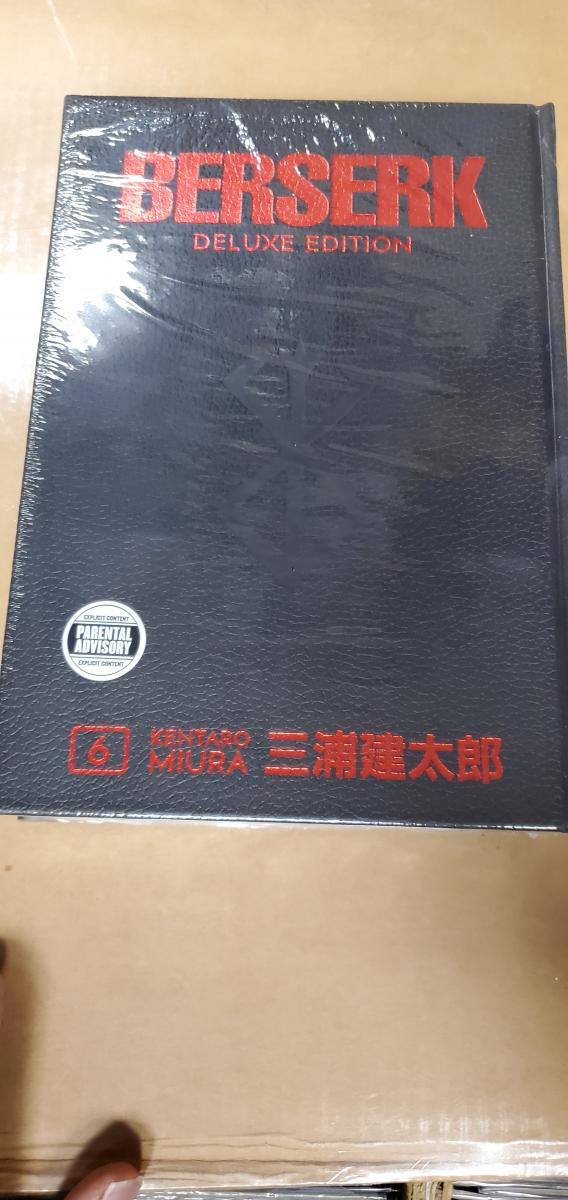 BERSERK
DELUXE EDITION
EXPLICIT CONTENT
PARENTAL
ADVISORY
EXPLICIT CONTENT
6
KENTARO
MIURA
三浦建太郎